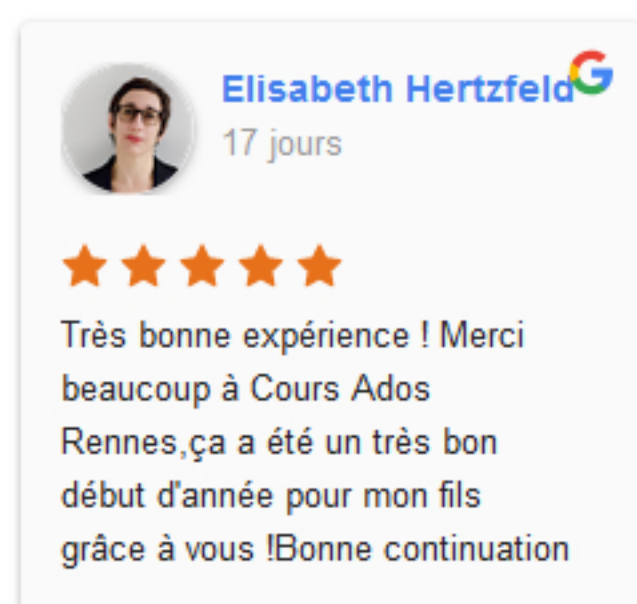 Elisabeth Hertzfeld
17 jours
Très bonne expérience ! Merci
beaucoup à Cours Ados
Rennes,ça a été un très bon
début d'année pour mon fils
grâce à vous !Bonne continuation